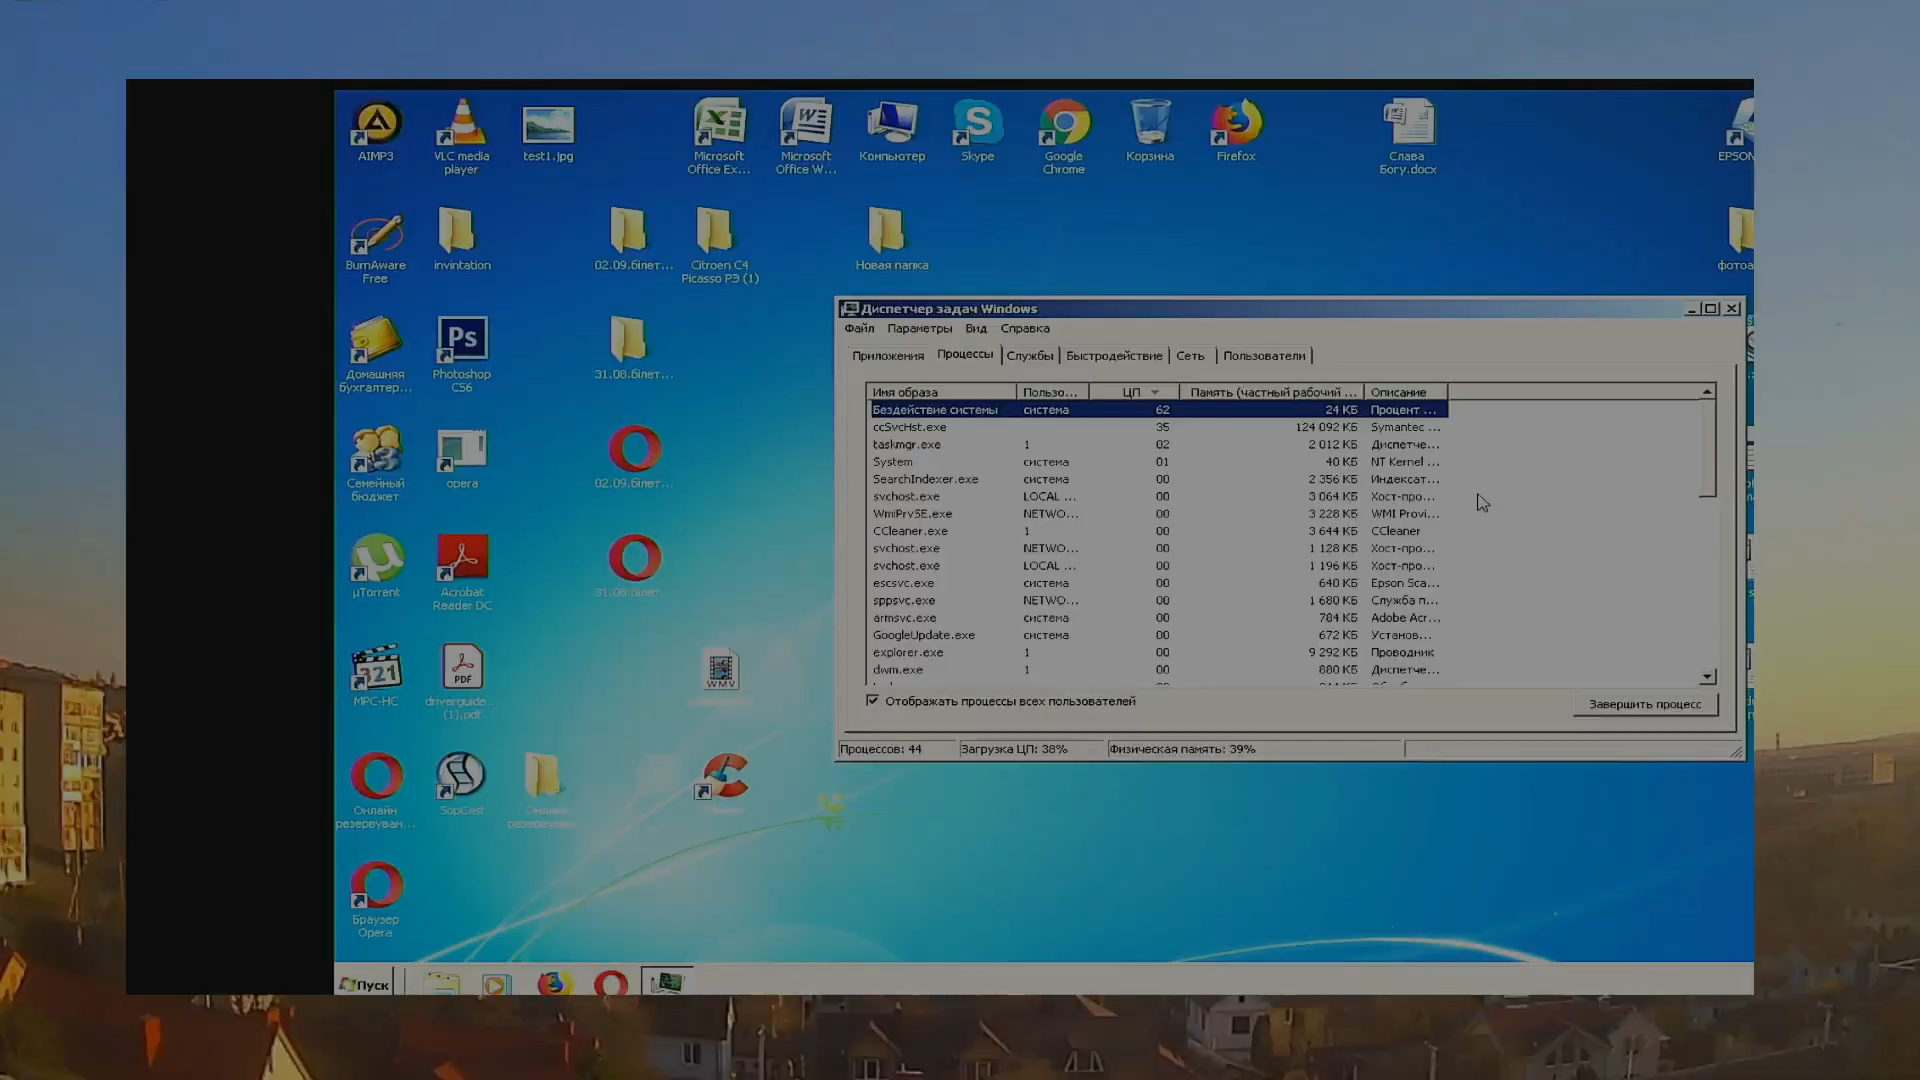 AIMP3
VLC media
player
test1.jpg
Microsoft
Office Ex...
Microsoft
Office W...
Компьютер
Skype
Google
Chrome
Корзина
Firefox
Слава
Богу.docx
EPSON
BurnAware
Free
invintation
02.09.білет...
Citroen C4
Picasso РЭ (1)
Новая папка
фотоа
Домашняя
бухгалтер...
Ps
Photoshop
CS6
31.08.білет...
Семейный
бюджет
opera
02.09.білет...
µTorrent
Acrobat
Reader DC
321
MPC-HC
PDF
driverguide...
(1).pdf
WMV
Онлайн
резервуван...
SopCast
Браузер
Opera
Пуск
Диспетчер задач Windows
Файл Параметры Вид Справка
Приложения Процессы Службы Быстродействие Сеть Пользователи
Имя образа Пользо... ЦП Память (частный рабочий ... Описание
Бездействие системы система 62 24 КБ Процент ...
ccSvcHst.exe 35 124 092 КБ Symantec ...
taskmgr.exe 1 02 2 012 КБ Диспетче...
System система 01 40 КБ NT Kernel ...
SearchIndexer.exe система 00 2 356 КБ Индексат...
svchost.exe LOCAL ... 00 3 064 КБ Хост-про...
WmiPrvSE.exe NETWO... 00 3 228 КБ WMI Provi...
CCleaner.exe 1 00 3 644 КБ CCleaner
svchost.exe NETWO... 00 1 128 КБ Хост-про...
svchost.exe LOCAL ... 00 1 196 КБ Хост-про...
escsvc.exe система 00 640 КБ Epson Sca...
sppsvc.exe NETWO... 00 1 680 КБ Служба п...
armsvc.exe система 00 784 КБ Adobe Acr...
GoogleUpdate.exe система 00 672 КБ Установ...
explorer.exe 1 00 9 292 КБ Проводник
dwm.exe 1 00 880 КБ Диспетче...
Отображать процессы всех пользователей
Завершить процесс
Процессов: 44 Загрузка ЦП: 38% Физическая память: 39%